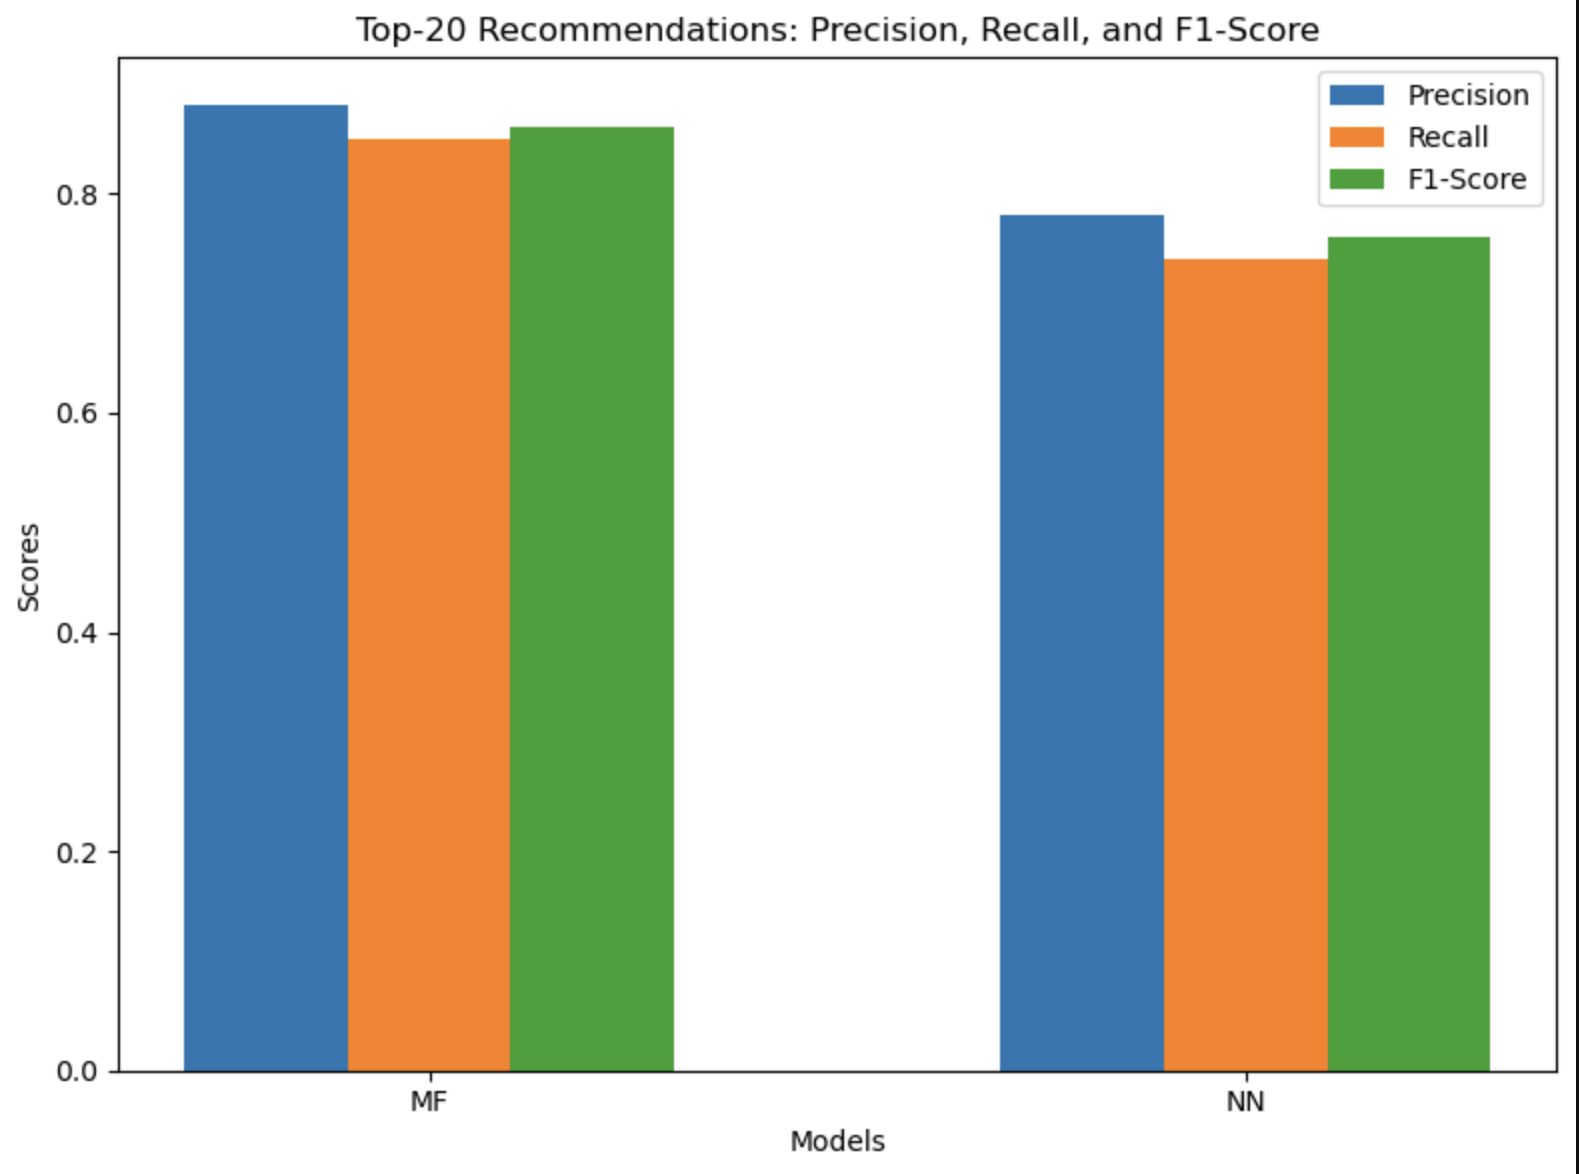 Top-20 Recommendations: Precision, Recall, and F1-Score
Precision
Recall
F1-Score
0.8
0.6
0.4
0.2
0.0
Scores
MF
NN
Models